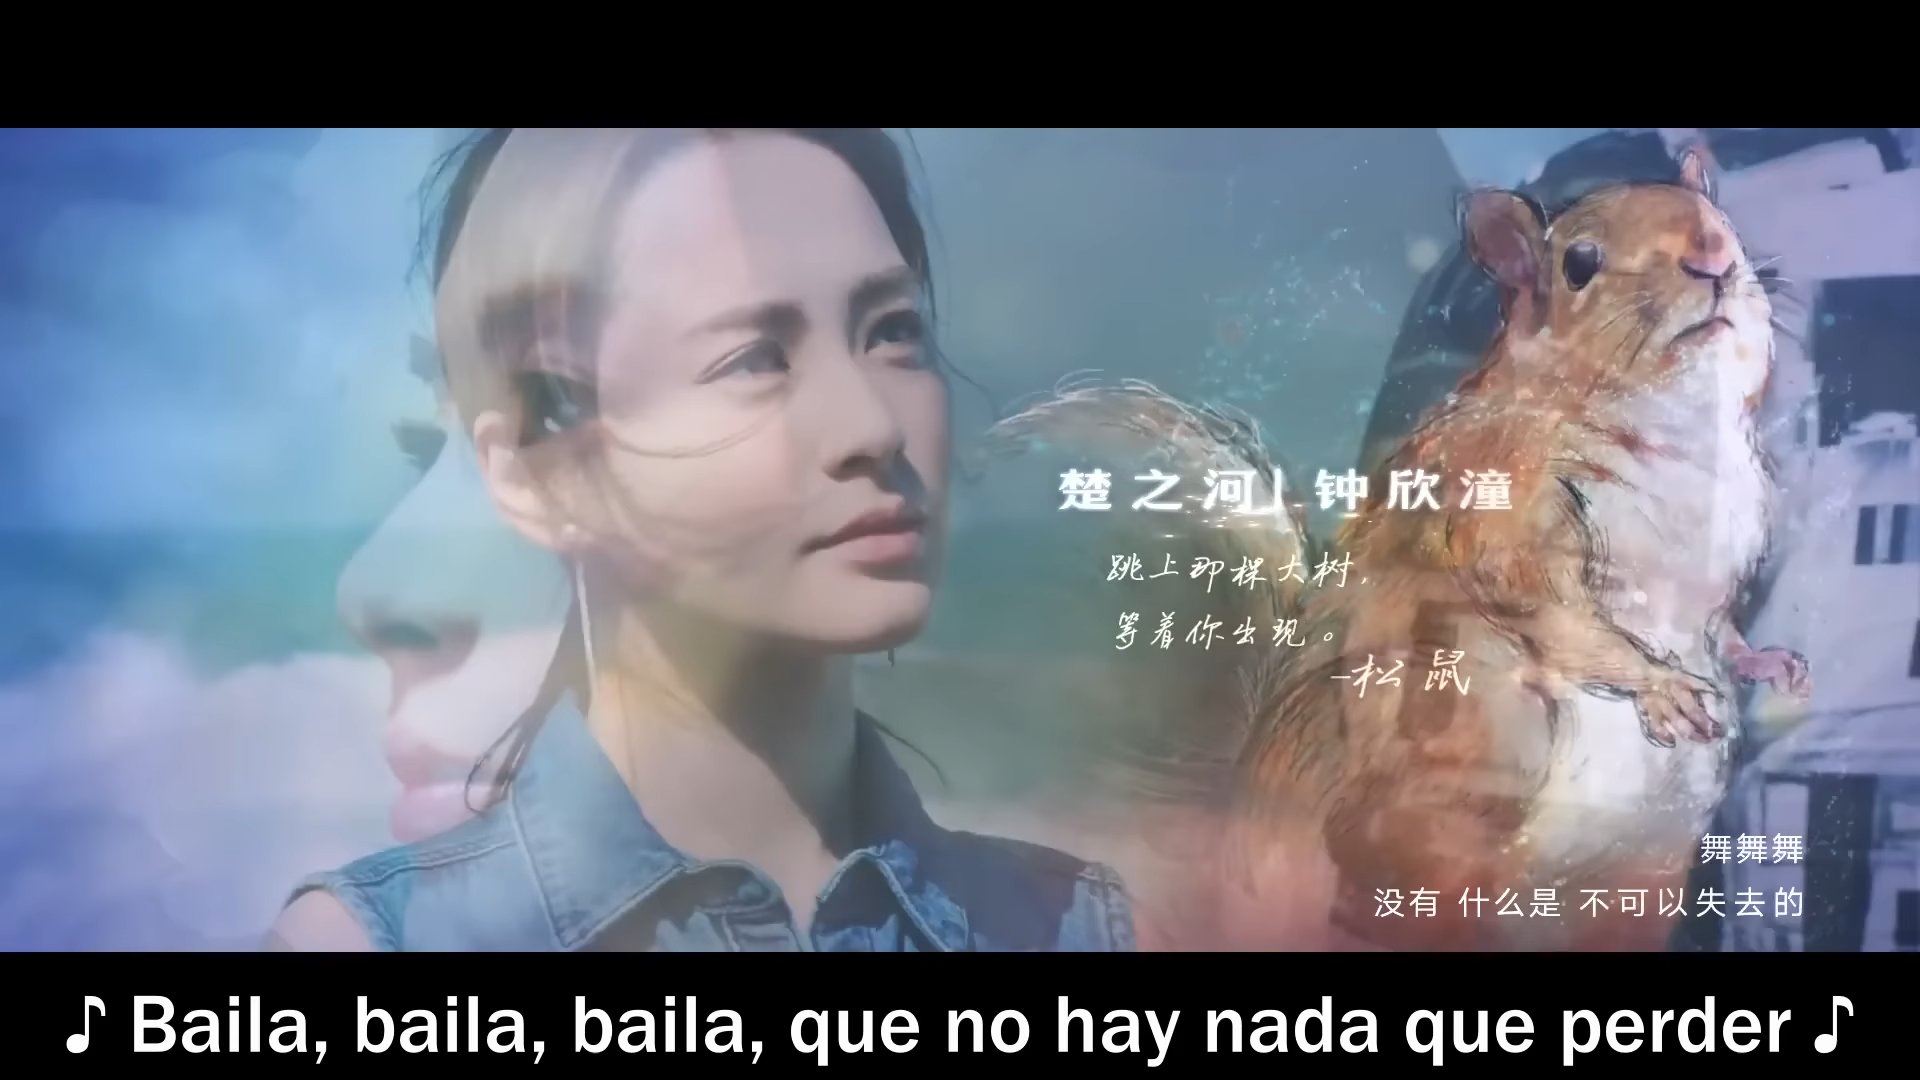 楚之河 | 钟欣潼
跳上那棵大树,
等着你出现。
-松鼠
舞舞舞
没有 什么是 不可以失去的
♪ Baila, baila, baila, que no hay nada que perder ♪